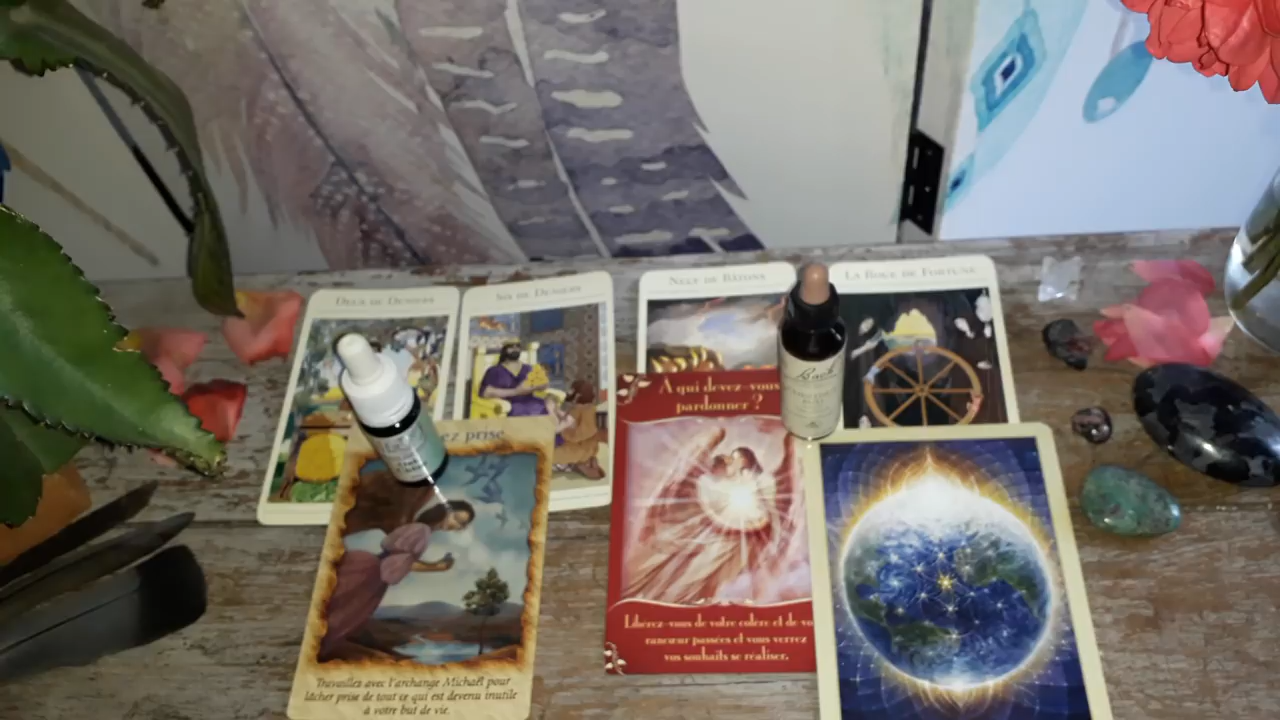 Deux de Deniers
Six de Deniers
Neuf de Bâtons
La Roue de Fortune
ez prise
À qui devez-vous
pardonner ?
Bach
Libérez-vous de votre colère et de vo
rancœur passées et vous verrez
vos souhaits se réaliser.
Travaillez avec l'archange Michaël pour
lâcher prise de tout ce qui est devenu inutile
à votre but de vie.